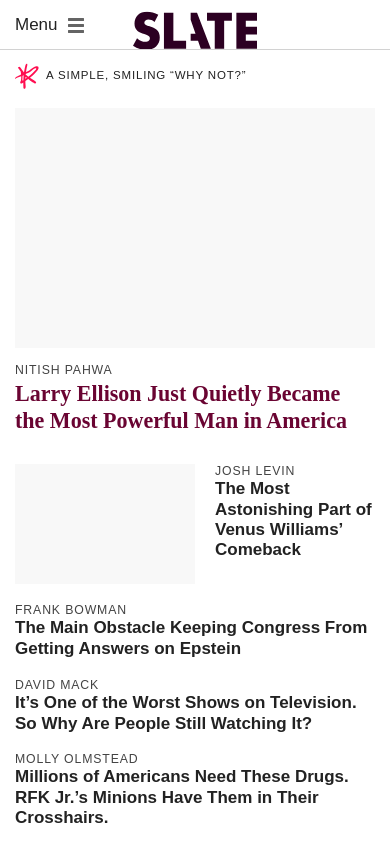 Menu
SLATE
A SIMPLE, SMILING “WHY NOT?”
NITISH PAHWA
Larry Ellison Just Quietly Became
the Most Powerful Man in America
JOSH LEVIN
The Most
Astonishing Part of
Venus Williams’
Comeback
FRANK BOWMAN
The Main Obstacle Keeping Congress From
Getting Answers on Epstein
DAVID MACK
It’s One of the Worst Shows on Television.
So Why Are People Still Watching It?
MOLLY OLMSTEAD
Millions of Americans Need These Drugs.
RFK Jr.’s Minions Have Them in Their
Crosshairs.